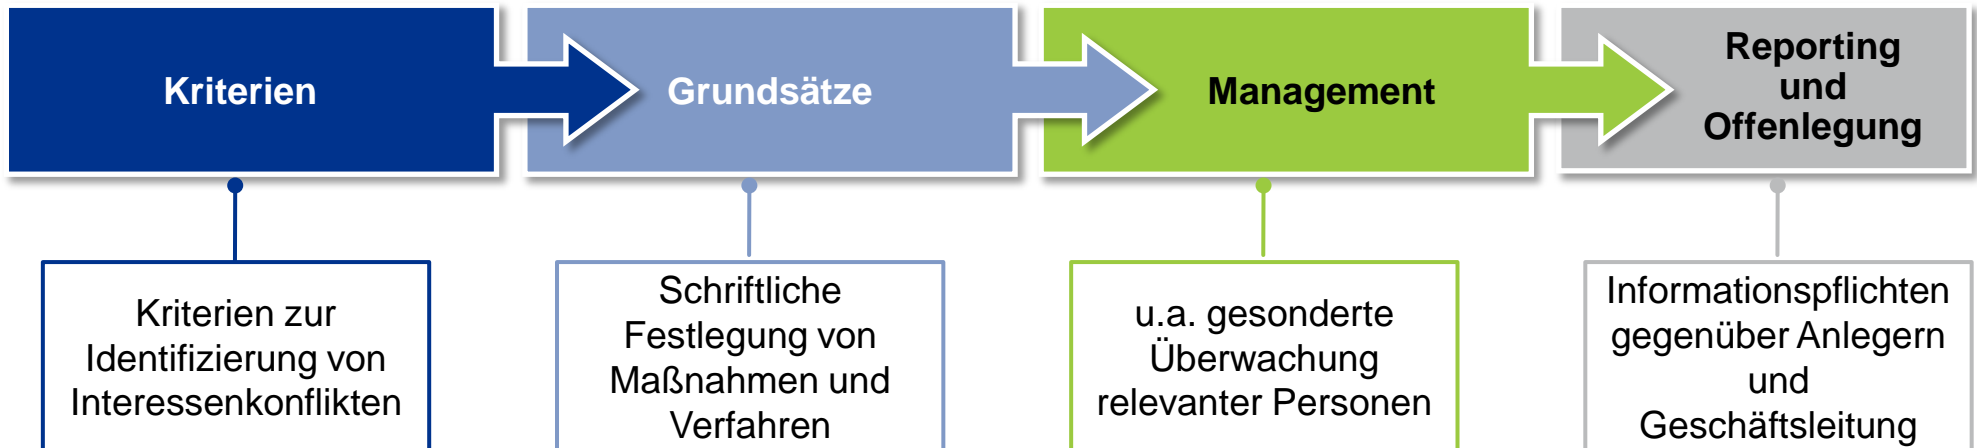 Kriterien
Grundsätze
Management
Reporting
und
Offenlegung
Kriterien zur
Identifizierung von
Interessenkonflikten
Schriftliche
Festlegung von
Maßnahmen und
Verfahren
u.a. gesonderte
Überwachung
relevanter Personen
Informationspflichten
gegenüber Anlegern
und
Geschäftsleitung